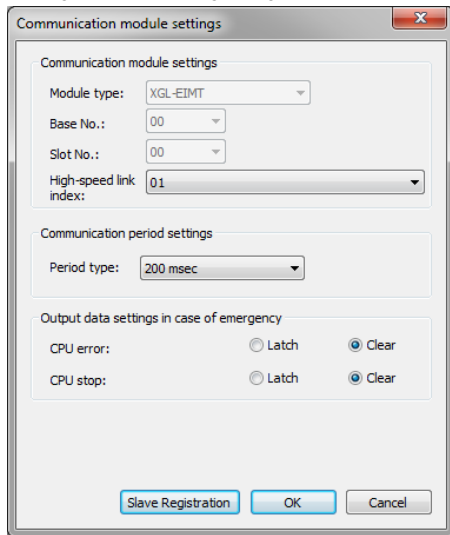 Communication module settings
Communication module settings
Module type: XGL-EIMT
Base No.: 00
Slot No.: 00
High-speed link index: 01
Communication period settings
Period type: 200 msec
Output data settings in case of emergency
CPU error: Latch Clear
CPU stop: Latch Clear
Slave Registration OK Cancel